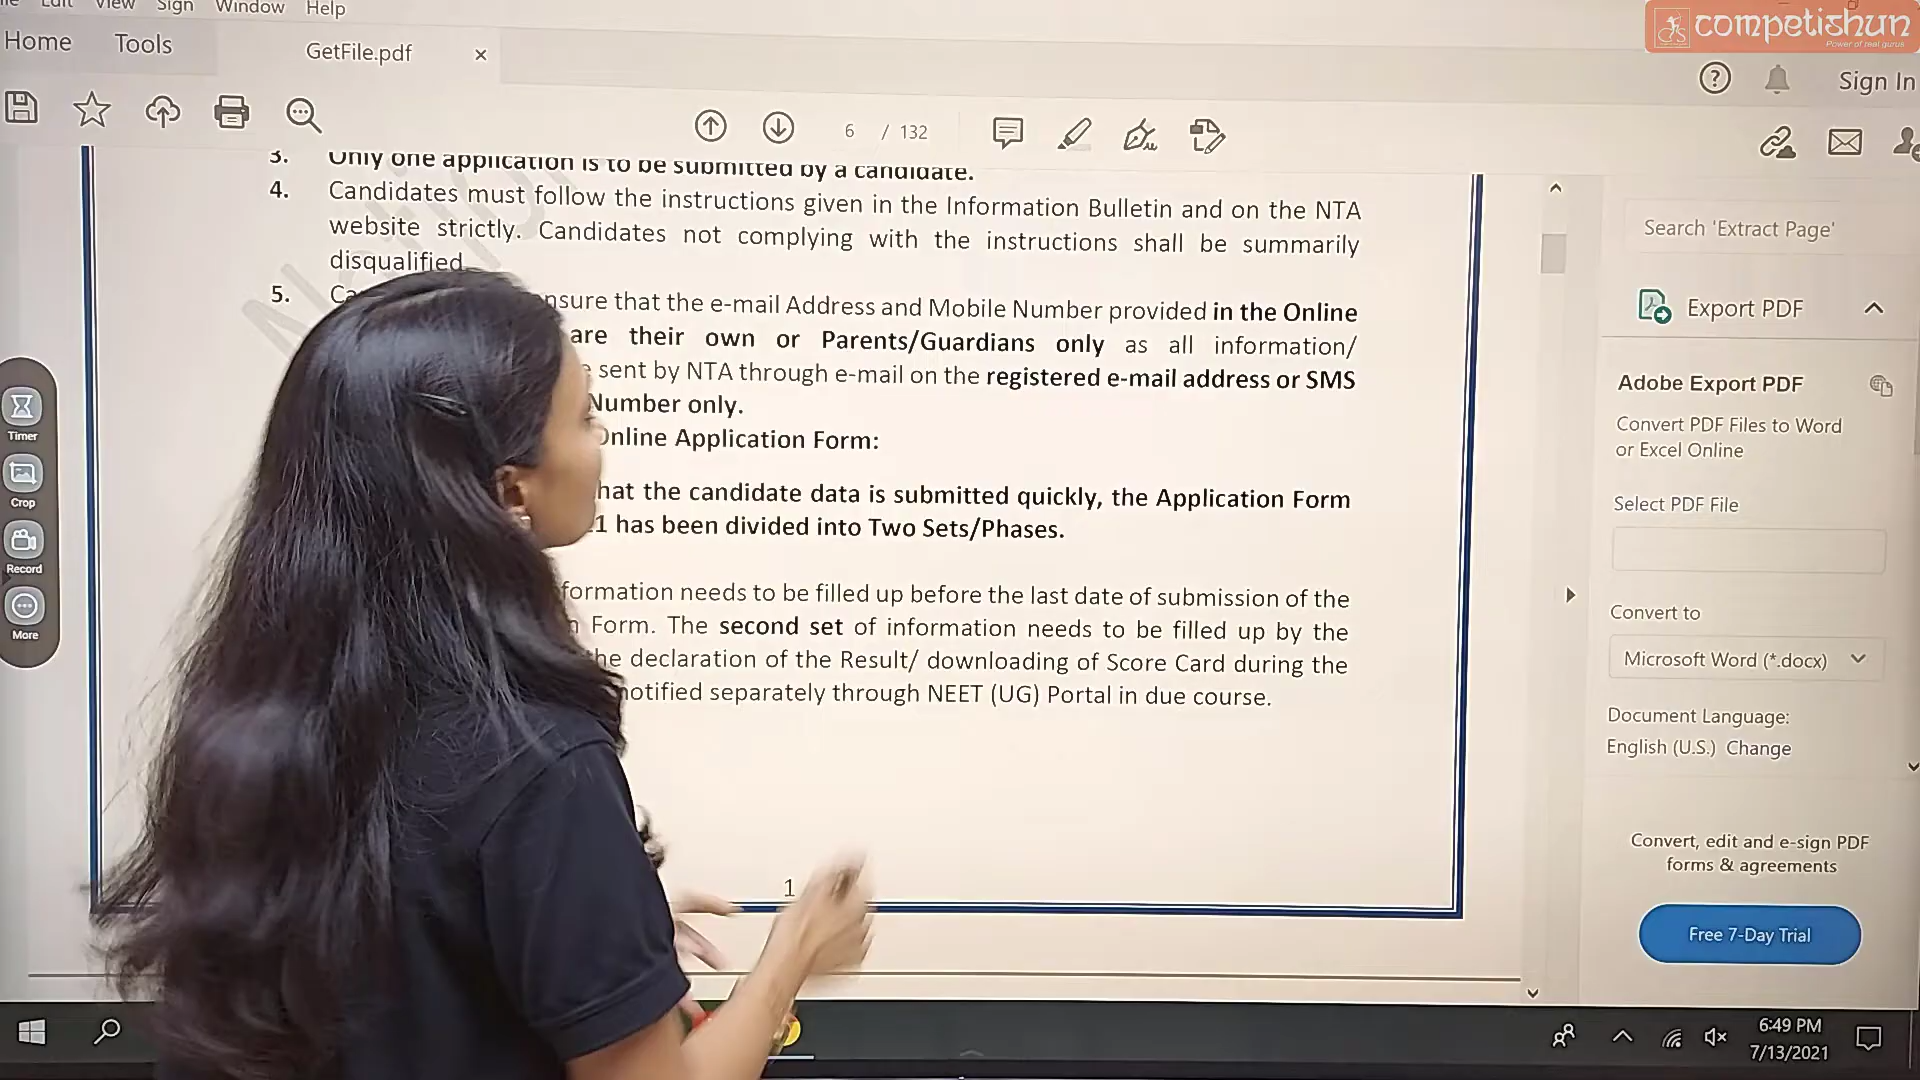 Edit View Sign Window Help
competishun
Power of real gurus
Home Tools GetFile.pdf ×
? Sign In
6 / 132
3. Only one application is to be submitted by a candidate.
4. Candidates must follow the instructions given in the Information Bulletin and on the NTA
website strictly. Candidates not complying with the instructions shall be summarily
disqualified.
5. Ca nsure that the e-mail Address and Mobile Number provided in the Online
are their own or Parents/Guardians only as all information/
sent by NTA through e-mail on the registered e-mail address or SMS
Number only.
Online Application Form:
hat the candidate data is submitted quickly, the Application Form
1 has been divided into Two Sets/Phases.
formation needs to be filled up before the last date of submission of the
Form. The second set of information needs to be filled up by the
he declaration of the Result/ downloading of Score Card during the
notified separately through NEET (UG) Portal in due course.
1
Timer
Crop
Record
More
Search 'Extract Page'
Export PDF
Adobe Export PDF
Convert PDF Files to Word
or Excel Online
Select PDF File
Convert to
Microsoft Word (*.docx)
Document Language:
English (U.S.) Change
Convert, edit and e-sign PDF
forms & agreements
Free 7-Day Trial
6:49 PM
7/13/2021